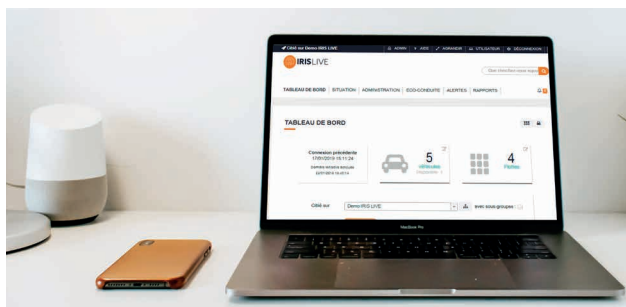 Ciblé sur Demo IRIS LIVE ADMIN AIDE AGRANDIR UTILISATEUR DÉCONNEXION
IRISLIVE
TABLEAU DE BORD SITUATION ADMINISTRATION ECO-CONDUITE ALERTES RAPPORTS
TABLEAU DE BORD
Connexion précédente
17/01/2019 15:11:24
5
véhicules
4
Flottes
Ciblé sur Demo IRIS LIVE avec sous-groupes
MacBook Pro